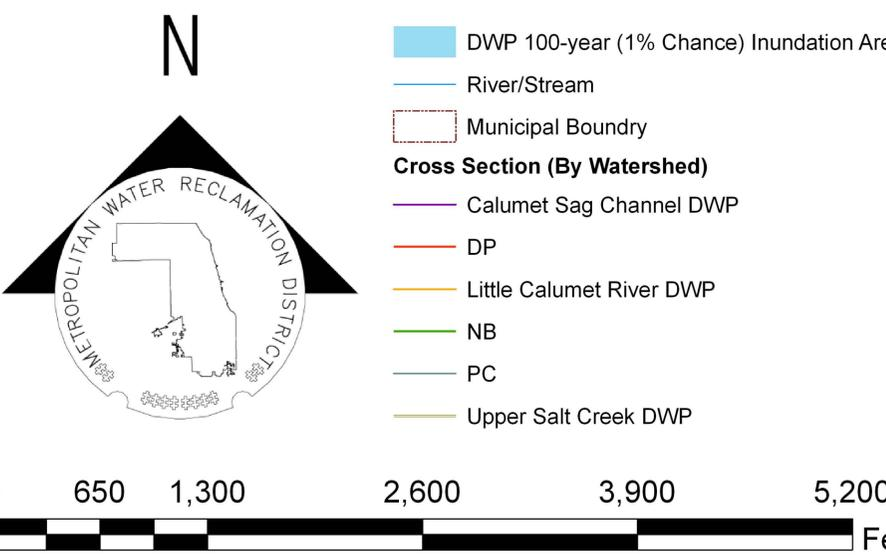 N
METROPOLITAN WATER RECLAMATION DISTRICT
DWP 100-year (1% Chance) Inundation Are
River/Stream
Municipal Boundry
Cross Section (By Watershed)
Calumet Sag Channel DWP
DP
Little Calumet River DWP
NB
PC
Upper Salt Creek DWP
650 1,300 2,600 3,900 5,200
Fe